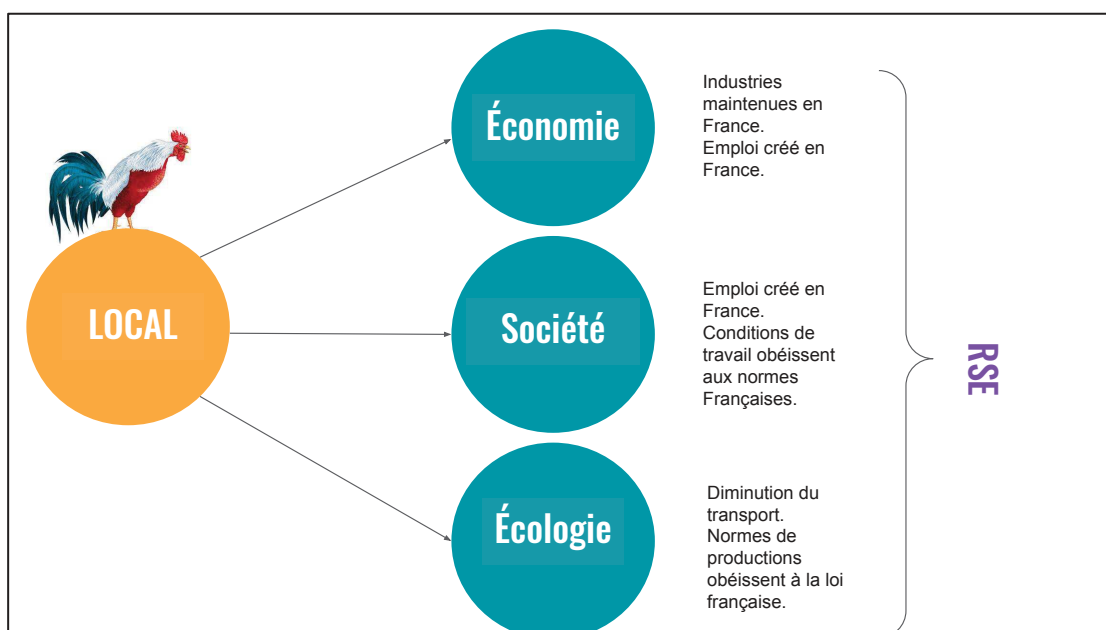 LOCAL
Économie
Industries
maintenues en
France.
Emploi créé en
France.
Société
Emploi créé en
France.
Conditions de
travail obéissent
aux normes
Françaises.
Écologie
Diminution du
transport.
Normes de
productions
obéissent à la loi
française.
RSE